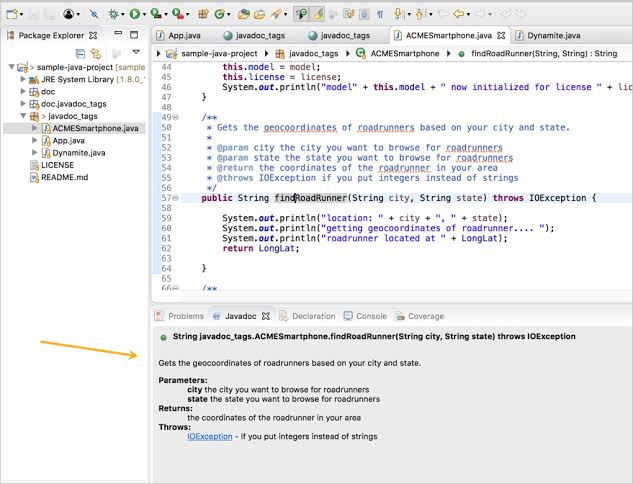 Package Explorer
sample-java-project [sample
JRE System Library [1.8.0_
doc
doc.javadoc_tags
javadoc_tags
ACMESmartphone.java
App.java
Dynamite.java
LICENSE
README.md
App.java
javadoc_tags
javadoc_tags
ACMESmartphone.java
Dynamite.java
sample-java-project
javadoc_tags
ACMESmartphone
findRoadRunner(String, String) : String
44 this.model = model;
45 this.license = license;
46 System.out.println("model" + this.model + " now initialized for license " + lic
47 }
48
49 /**
50 * Gets the geocoordinates of roadrunners based on your city and state.
51 *
52 * @param city the city you want to browse for roadrunners
53 * @param state the state you want to browse for roadrunners
54 * @return the coordinates of the roadrunner in your area
55 * @throws IOException if you put integers instead of strings
56 */
57 public String findRoadRunner(String city, String state) throws IOException {
58
59 System.out.println("location: " + city + ", " + state);
60 System.out.println("getting geocoordinates of roadrunner.... ");
61 System.out.println("roadrunner located at " + LongLat);
62 return LongLat;
63
64 }
65
66 /**
Problems
Javadoc
Declaration
Console
Coverage
String javadoc_tags.ACMESmartphone.findRoadRunner(String city, String state) throws IOException
Gets the geocoordinates of roadrunners based on your city and state.
Parameters:
city the city you want to browse for roadrunners
state the state you want to browse for roadrunners
Returns:
the coordinates of the roadrunner in your area
Throws:
IOException - if you put integers instead of strings